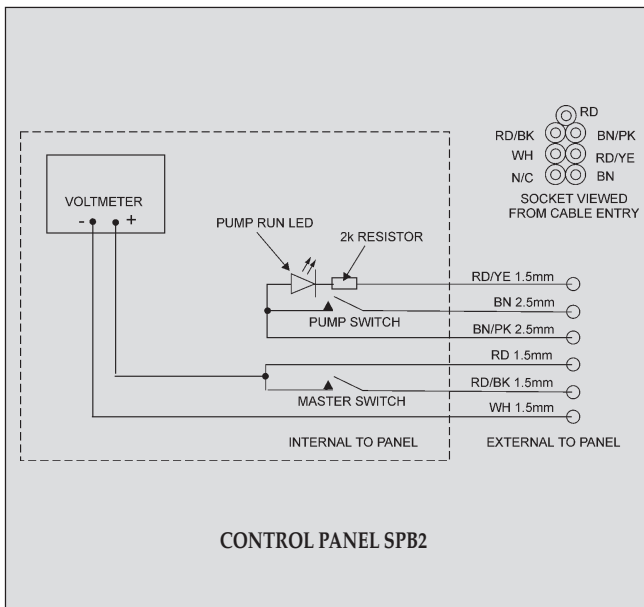 RD
RD/BK BN/PK
WH RD/YE
N/C BN
SOCKET VIEWED
FROM CABLE ENTRY
VOLTMETER
- +
PUMP RUN LED
2k RESISTOR
RD/YE 1.5mm
BN 2.5mm
PUMP SWITCH
BN/PK 2.5mm
RD 1.5mm
RD/BK 1.5mm
MASTER SWITCH
WH 1.5mm
INTERNAL TO PANEL EXTERNAL TO PANEL
CONTROL PANEL SPB2